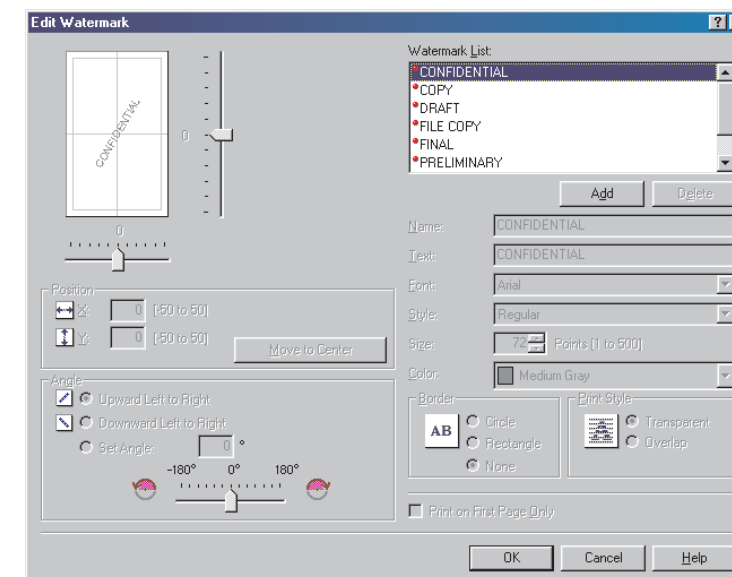 Edit Watermark
?
CONFIDENTIAL
0
0
Position
X: 0 [-50 to 50]
Y: 0 [-50 to 50]
Move to Center
Angle
Upward Left to Right
Downward Left to Right
Set Angle: 0 °
-180° 0° 180°
Watermark List:
CONFIDENTIAL
COPY
DRAFT
FILE COPY
FINAL
PRELIMINARY
Add Delete
Name: CONFIDENTIAL
Text: CONFIDENTIAL
Font: Arial
Style: Regular
Size: 72 Points [1 to 500]
Color: Medium Gray
Border
AB
Circle
Rectangle
None
Print Style
A
Transparent
Overlap
Print on First Page Only
OK Cancel Help